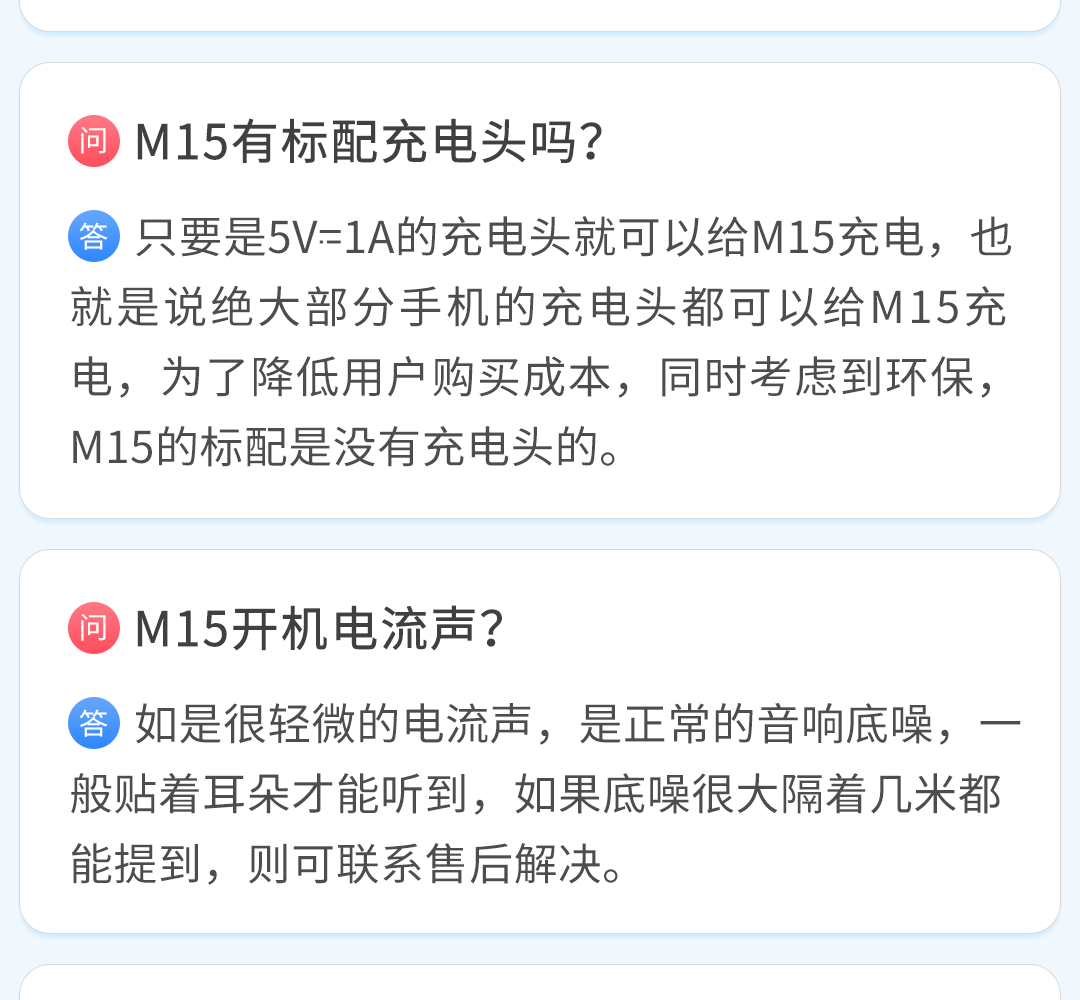 问 M15有标配充电头吗？
答 只要是5V⎓1A的充电头就可以给M15充电，也
就是说绝大部分手机的充电头都可以给M15充
电，为了降低用户购买成本，同时考虑到环保，
M15的标配是没有充电头的。
问 M15开机电流声？
答 如是很轻微的电流声，是正常的音响底噪，一
般贴着耳朵才能听到，如果底噪很大隔着几米都
能提到，则可联系售后解决。